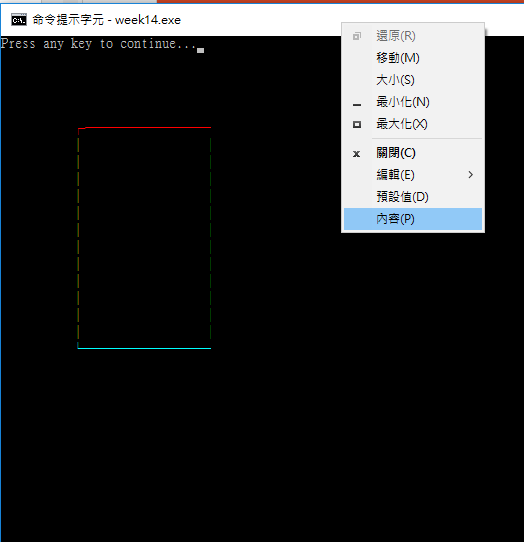 命令提示字元 - week14.exe
Press any key to continue...
還原(R)
移動(M)
大小(S)
最小化(N)
最大化(X)
關閉(C)
編輯(E)
預設值(D)
內容(P)